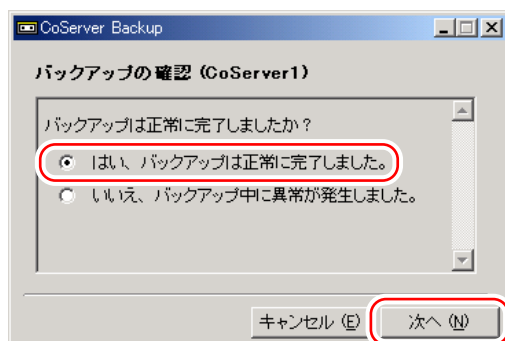 CoServer Backup
バックアップの確認 (CoServer1)
バックアップは正常に完了しましたか？
はい、バックアップは正常に完了しました。
いいえ、バックアップ中に異常が発生しました。
キャンセル (E) 次へ (N)